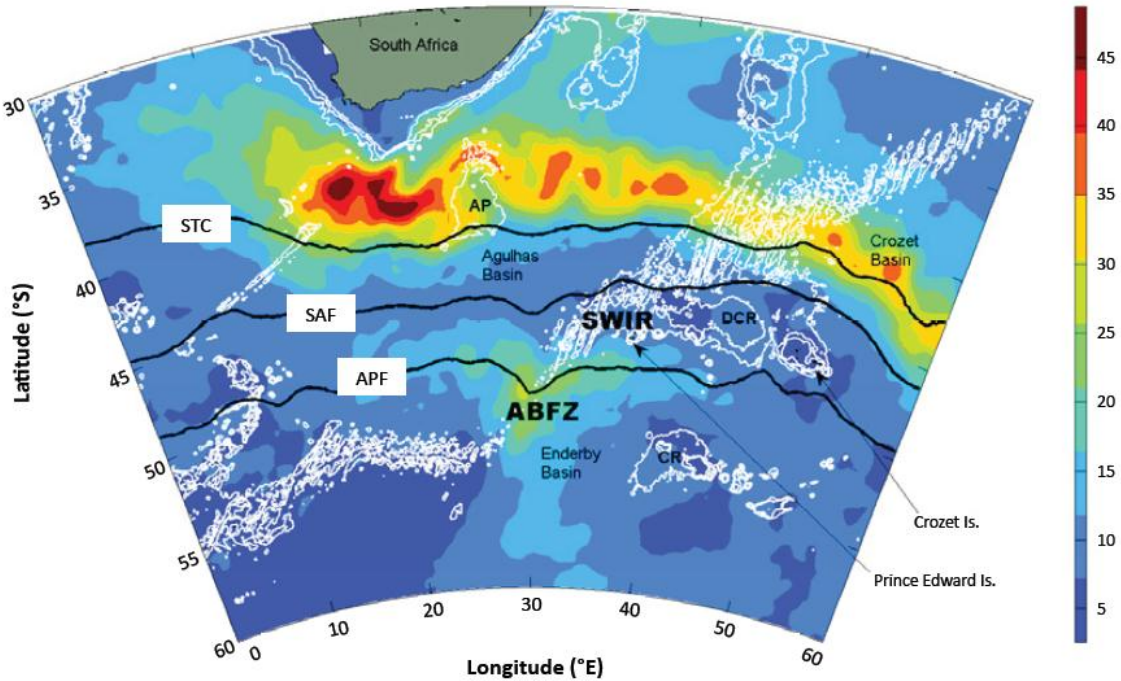 South Africa
30
35
40
45
50
55
60
Latitude (°S)
STC
AP
Agulhas
Basin
Crozet
Basin
SAF
SWIR
DCR
APF
ABFZ
Enderby
Basin
CR
Crozet Is.
Prince Edward Is.
0
10
20
30
40
50
60
Longitude (°E)
45
40
35
30
25
20
15
10
5